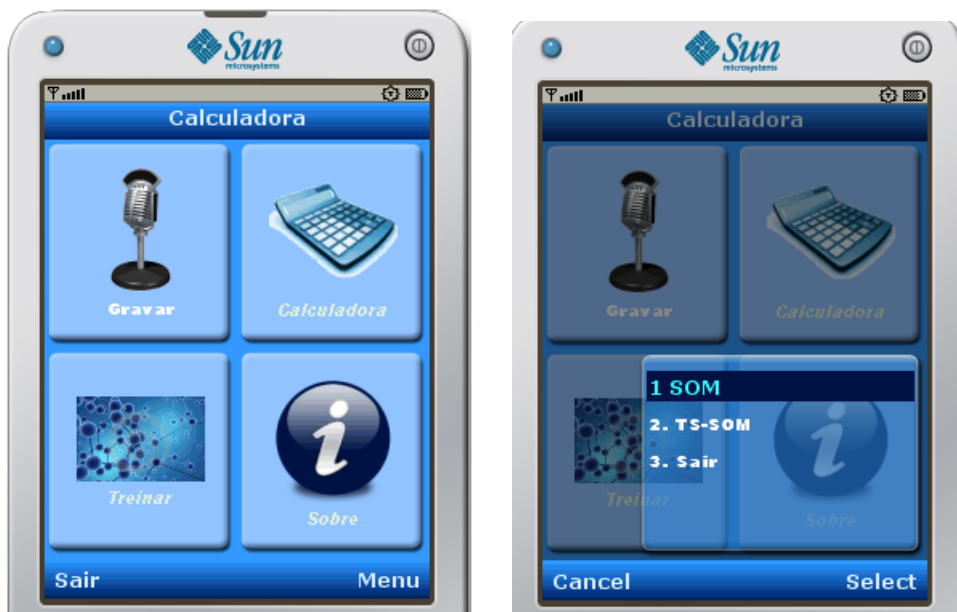 Sun
microsystems
Calculadora
Gravar
Calculadora
Treinar
Sobre
Sair
Menu
Sun
microsystems
Calculadora
Gravar
Calculadora
1 SOM
2. TS-SOM
3. Sair
Treinar
Sobre
Cancel
Select